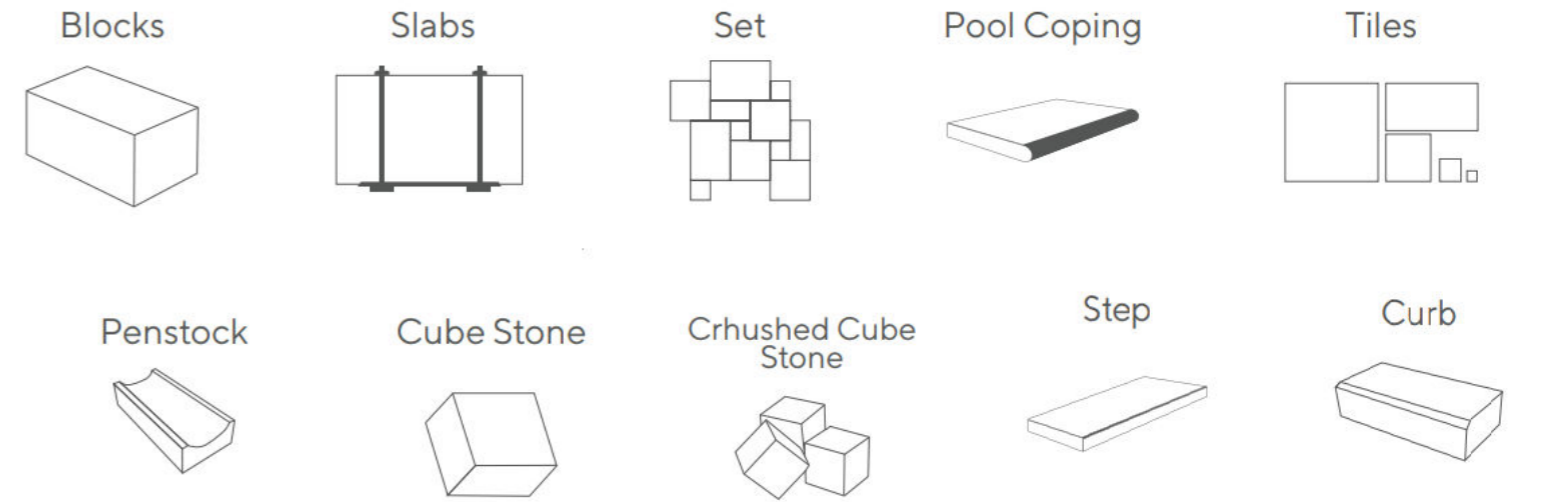 Blocks
Slabs
Set
Pool Coping
Tiles
Penstock
Cube Stone
Crhushed Cube
Stone
Step
Curb